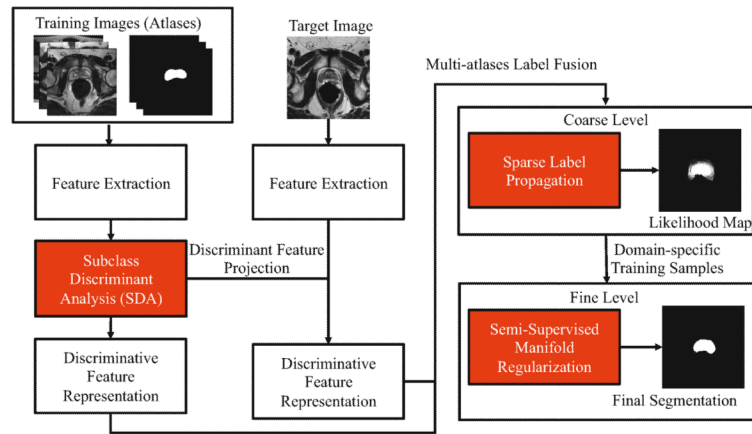 Training Images (Atlases)
Target Image
Multi-atlases Label Fusion
Feature Extraction
Feature Extraction
Coarse Level
Sparse Label
Propagation
Likelihood Map
Subclass
Discriminant
Analysis (SDA)
Discriminant Feature
Projection
Domain-specific
Training Samples
Discriminative
Feature
Representation
Discriminative
Feature
Representation
Fine Level
Semi-Supervised
Manifold
Regularization
Final Segmentation